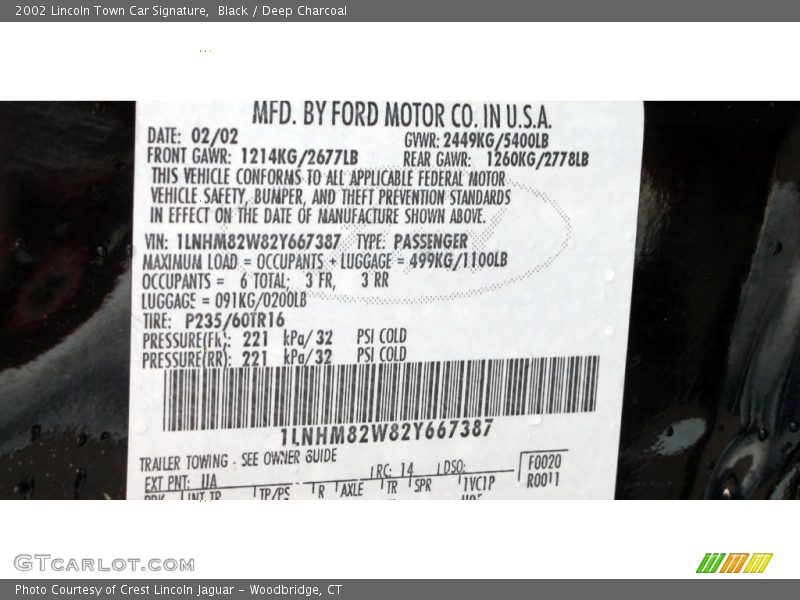 2002 Lincoln Town Car Signature, Black / Deep Charcoal
MFD. BY FORD MOTOR CO. IN U.S.A.
DATE: 02/02 GVWR: 2449KG/5400LB
FRONT GAWR: 1214KG/2677LB REAR GAWR: 1260KG/2778LB
THIS VEHICLE CONFORMS TO ALL APPLICABLE FEDERAL MOTOR
VEHICLE SAFETY, BUMPER, AND THEFT PREVENTION STANDARDS
IN EFFECT ON THE DATE OF MANUFACTURE SHOWN ABOVE.
VIN: 1LNHM82W82Y667387 TYPE: PASSENGER
MAXIMUM LOAD = OCCUPANTS + LUGGAGE = 499KG/1100LB
OCCUPANTS = 6 TOTAL; 3 FR, 3 RR
LUGGAGE = 091KG/0200LB
TIRE: P235/60TR16
PRESSURE(FR): 221 kPa/ 32 PSI COLD
PRESSURE(RR): 221 kPa/ 32 PSI COLD
1LNHM82W82Y667387
TRAILER TOWING - SEE OWNER GUIDE
EXT PNT: UA RC: 14 DSO: F0020
BRK INT TR TP/PS R AXLE TR SPR 1VC1P R0011
GTCARLOT.COM
Photo Courtesy of Crest Lincoln Jaguar - Woodbridge, CT